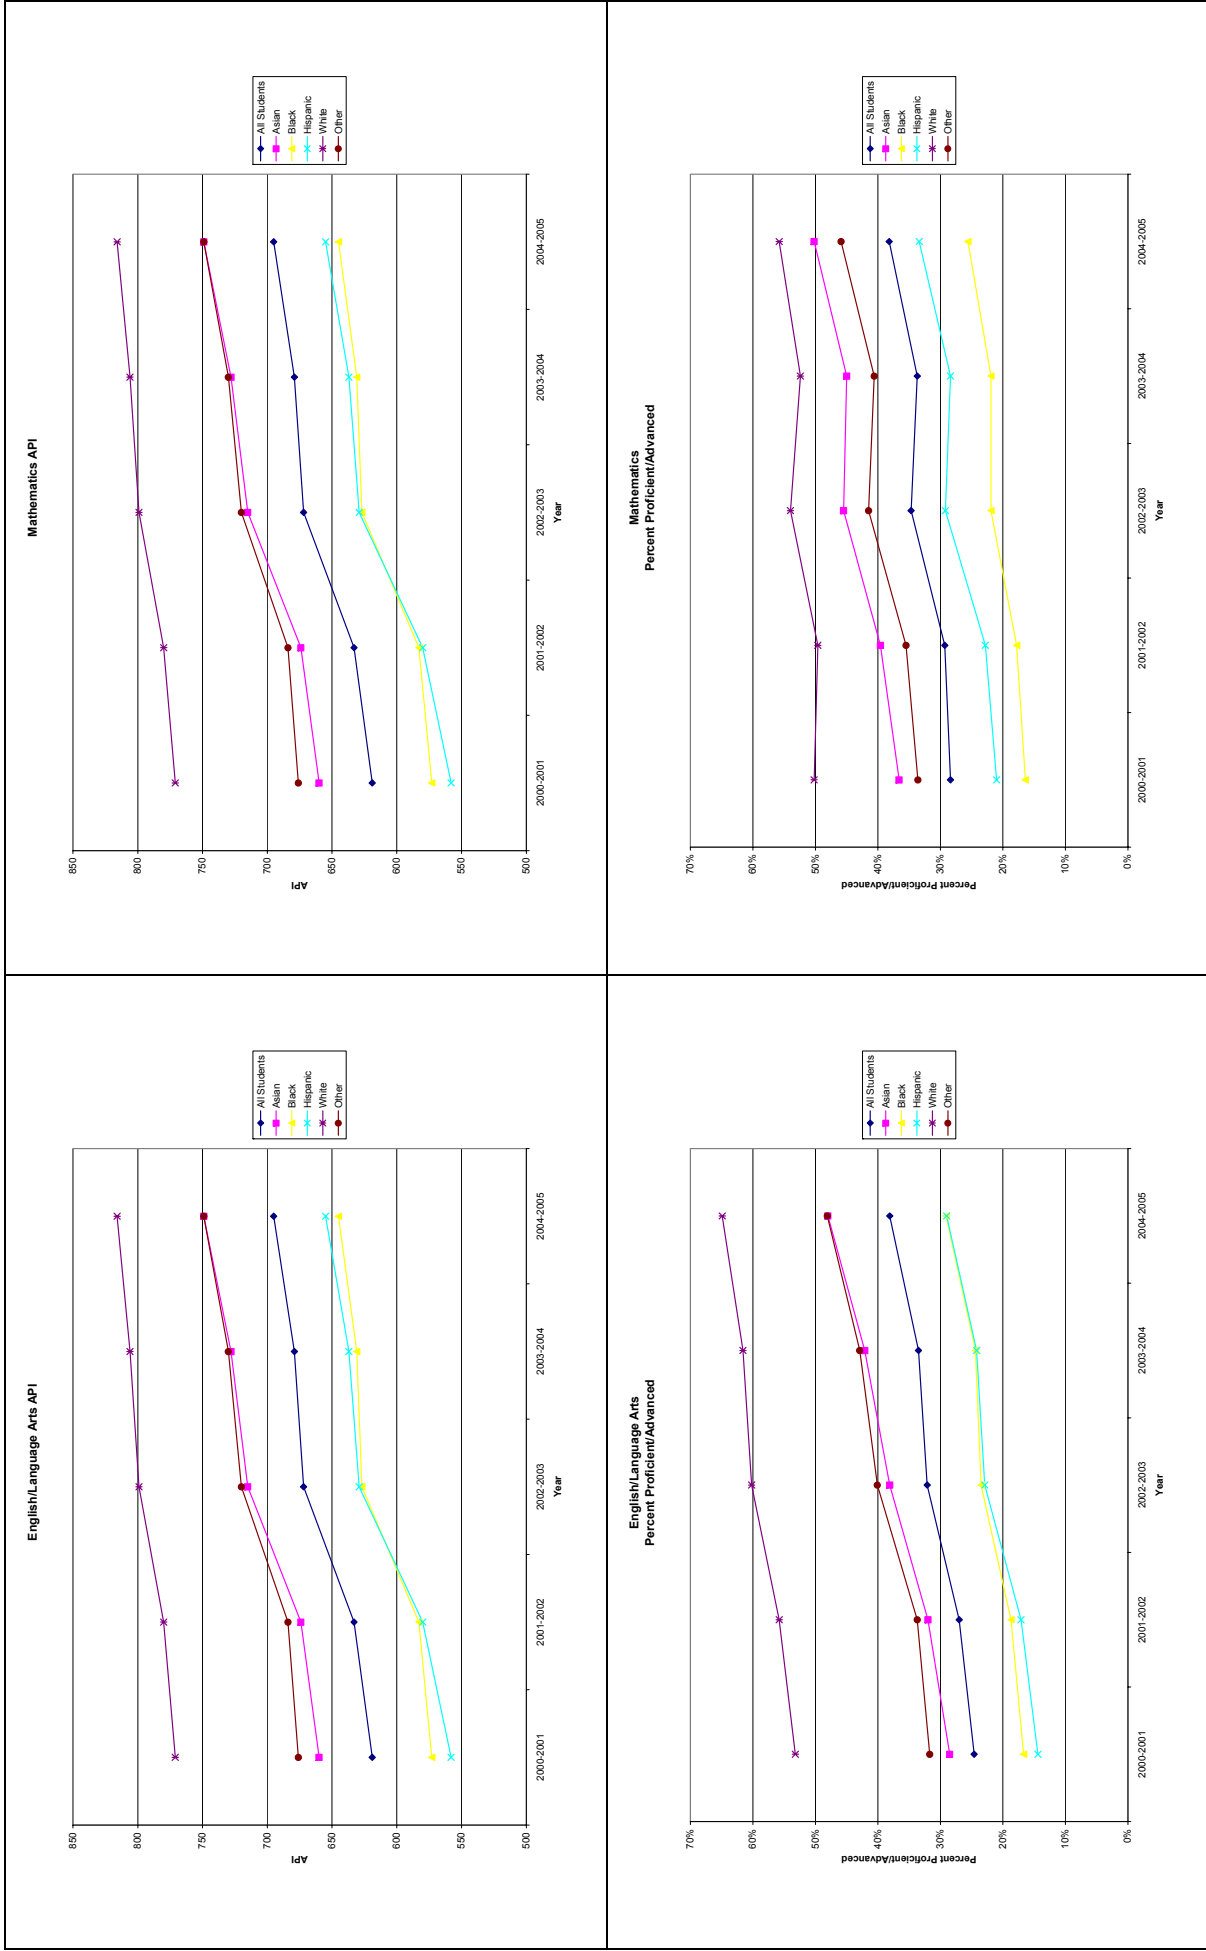 English/Language Arts API
850
800
750
700
650
600
550
500
API
2000-2001
2001-2002
2002-2003
2003-2004
2004-2005
Year
All Students
Asian
Black
Hispanic
White
Other
Mathematics API
850
800
750
700
650
600
550
500
API
2000-2001
2001-2002
2002-2003
2003-2004
2004-2005
Year
All Students
Asian
Black
Hispanic
White
Other
English/Language Arts
Percent Proficient/Advanced
70%
60%
50%
40%
30%
20%
10%
0%
Percent Proficient/Advanced
2000-2001
2001-2002
2002-2003
2003-2004
2004-2005
Year
All Students
Asian
Black
Hispanic
White
Other
Mathematics
Percent Proficient/Advanced
70%
60%
50%
40%
30%
20%
10%
0%
Percent Proficient/Advanced
2000-2001
2001-2002
2002-2003
2003-2004
2004-2005
Year
All Students
Asian
Black
Hispanic
White
Other